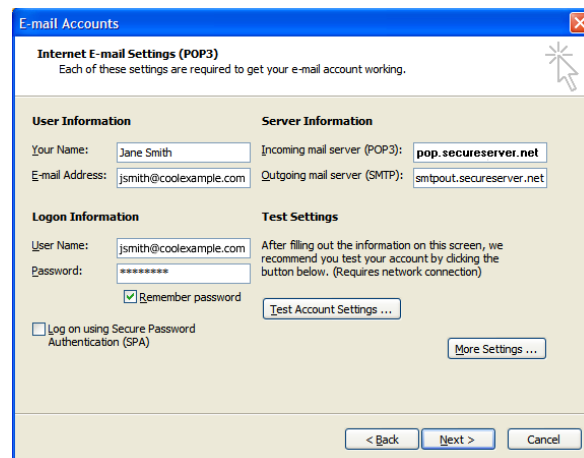 E-mail Accounts
Internet E-mail Settings (POP3)
Each of these settings are required to get your e-mail account working.
User Information
Your Name: Jane Smith
E-mail Address: jsmith@coolexample.com
Server Information
Incoming mail server (POP3): pop.secureserver.net
Outgoing mail server (SMTP): smtpout.secureserver.net
Logon Information
User Name: jsmith@coolexample.com
Password: ********
Remember password
Log on using Secure Password
Authentication (SPA)
Test Settings
After filling out the information on this screen, we
recommend you test your account by clicking the
button below. (Requires network connection)
Test Account Settings ...
More Settings ...
< Back
Next >
Cancel